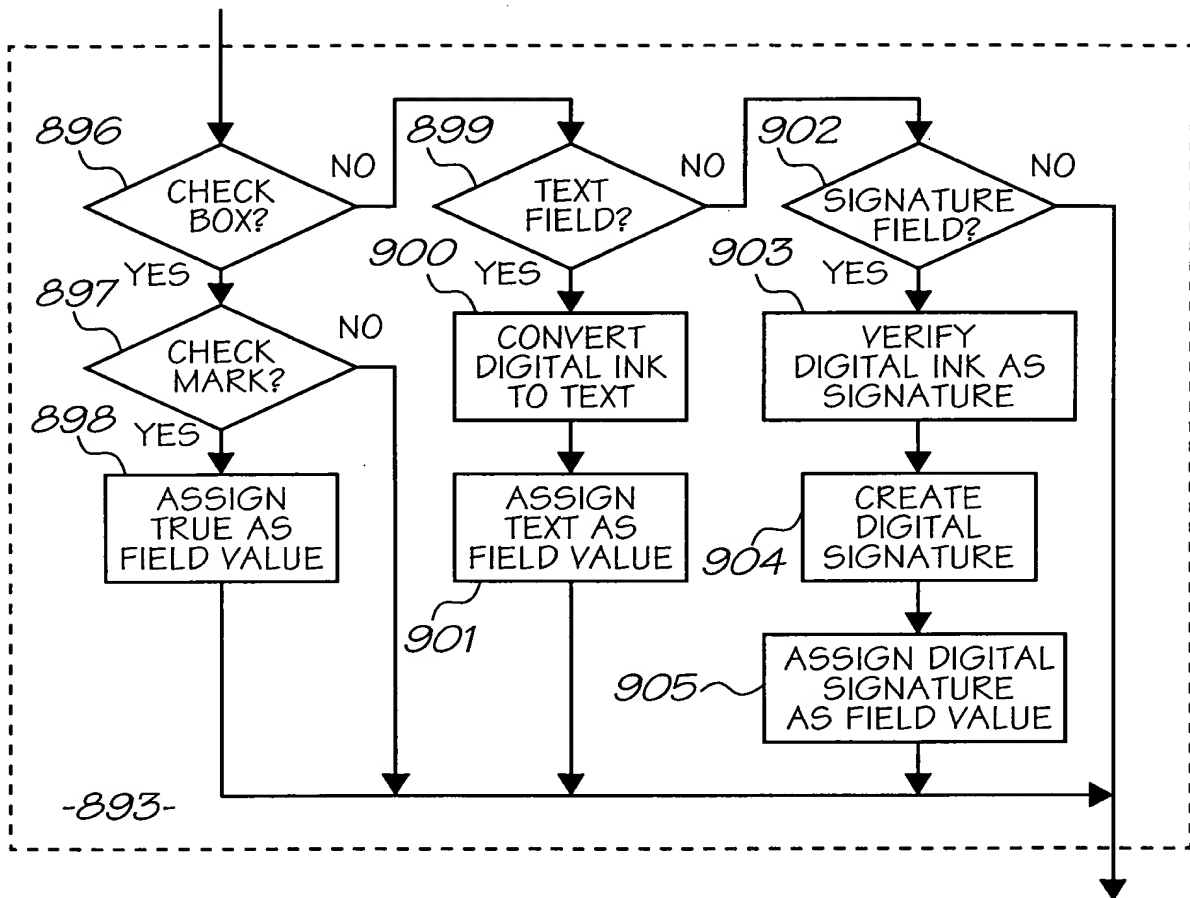 896
CHECK
BOX?
NO
YES
897
CHECK
MARK?
NO
YES
898
ASSIGN
TRUE AS
FIELD VALUE
899
TEXT
FIELD?
NO
YES
900
CONVERT
DIGITAL INK
TO TEXT
ASSIGN
TEXT AS
FIELD VALUE
901
902
SIGNATURE
FIELD?
NO
YES
903
VERIFY
DIGITAL INK AS
SIGNATURE
CREATE
DIGITAL
SIGNATURE
904
ASSIGN DIGITAL
SIGNATURE
AS FIELD VALUE
905
-893-